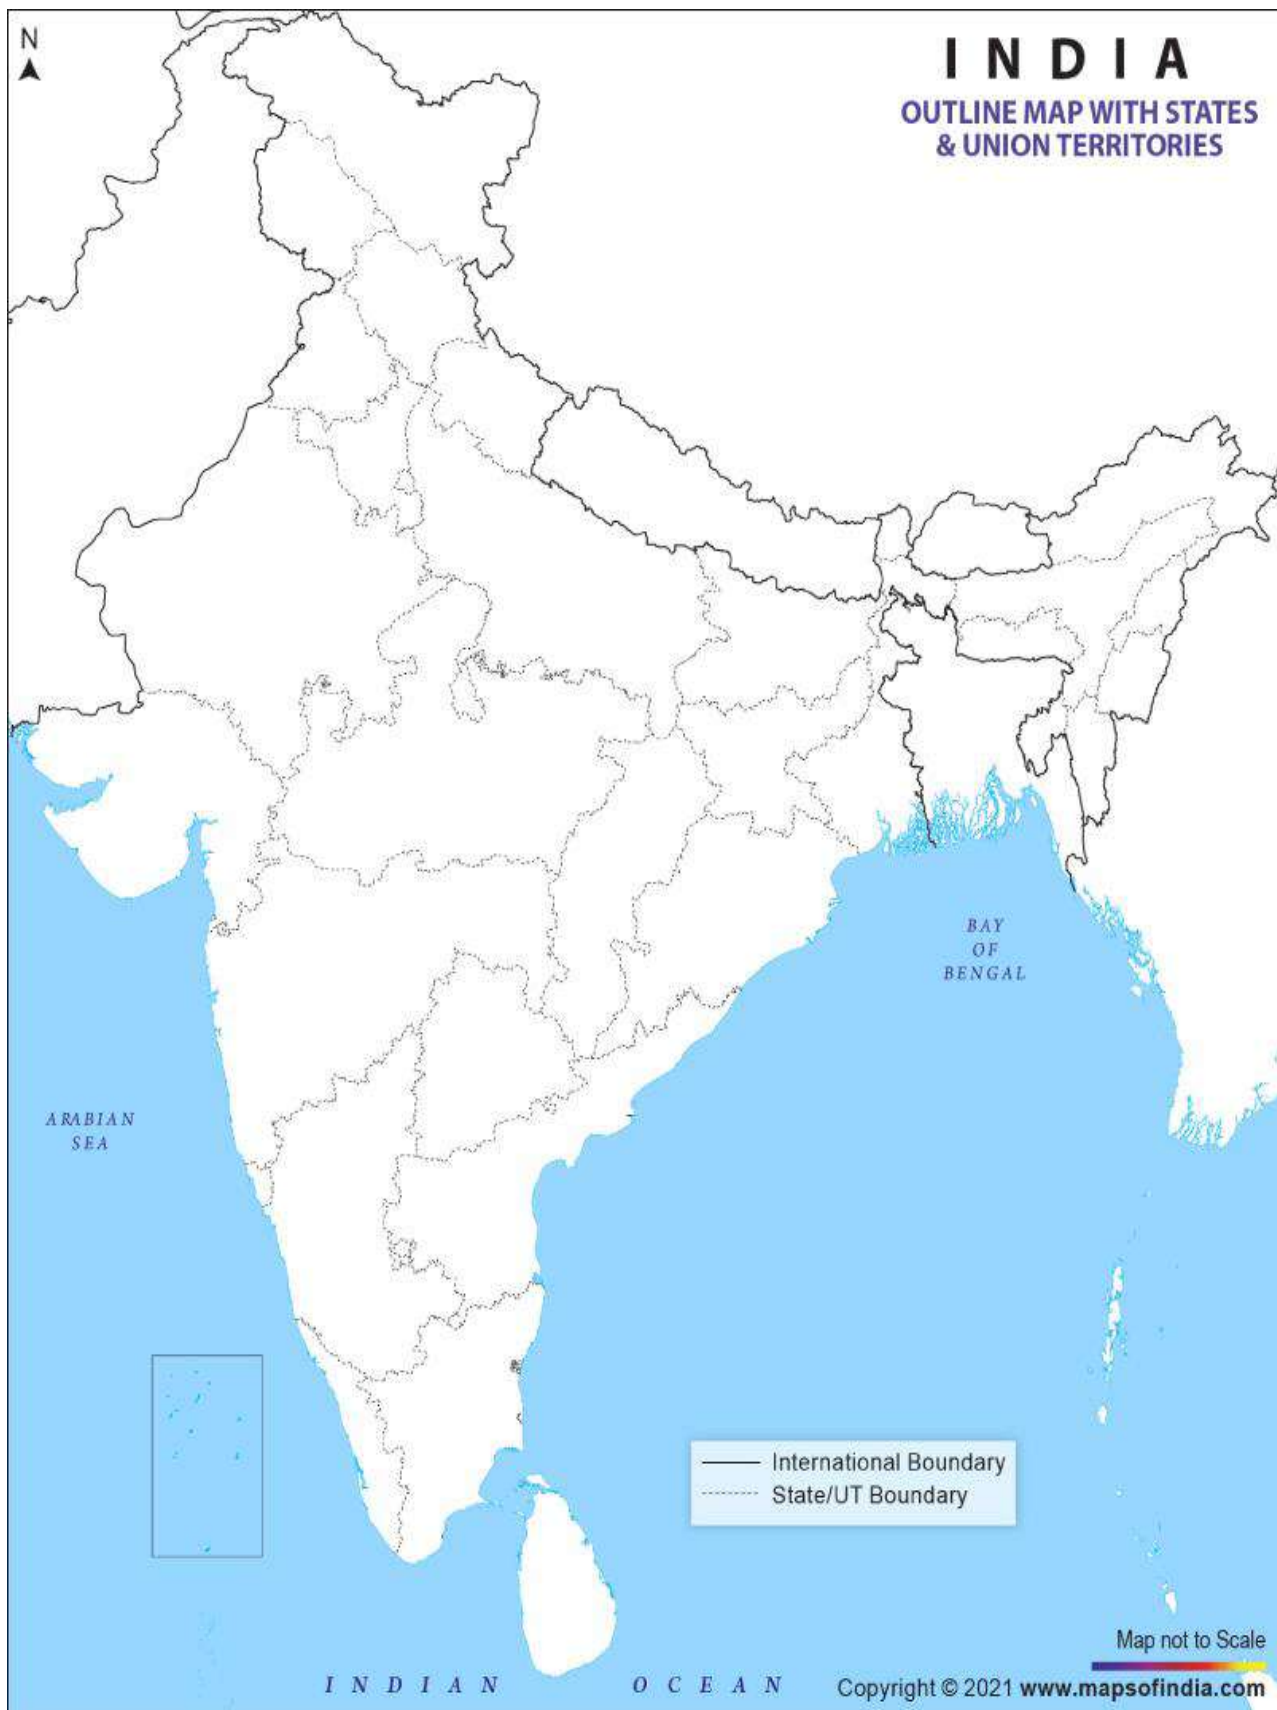 N
INDIA
OUTLINE MAP WITH STATES
& UNION TERRITORIES
BAY
OF
BENGAL
ARABIAN
SEA
International Boundary
State/UT Boundary
Map not to Scale
INDIAN OCEAN
Copyright © 2021 www.mapsofindia.com